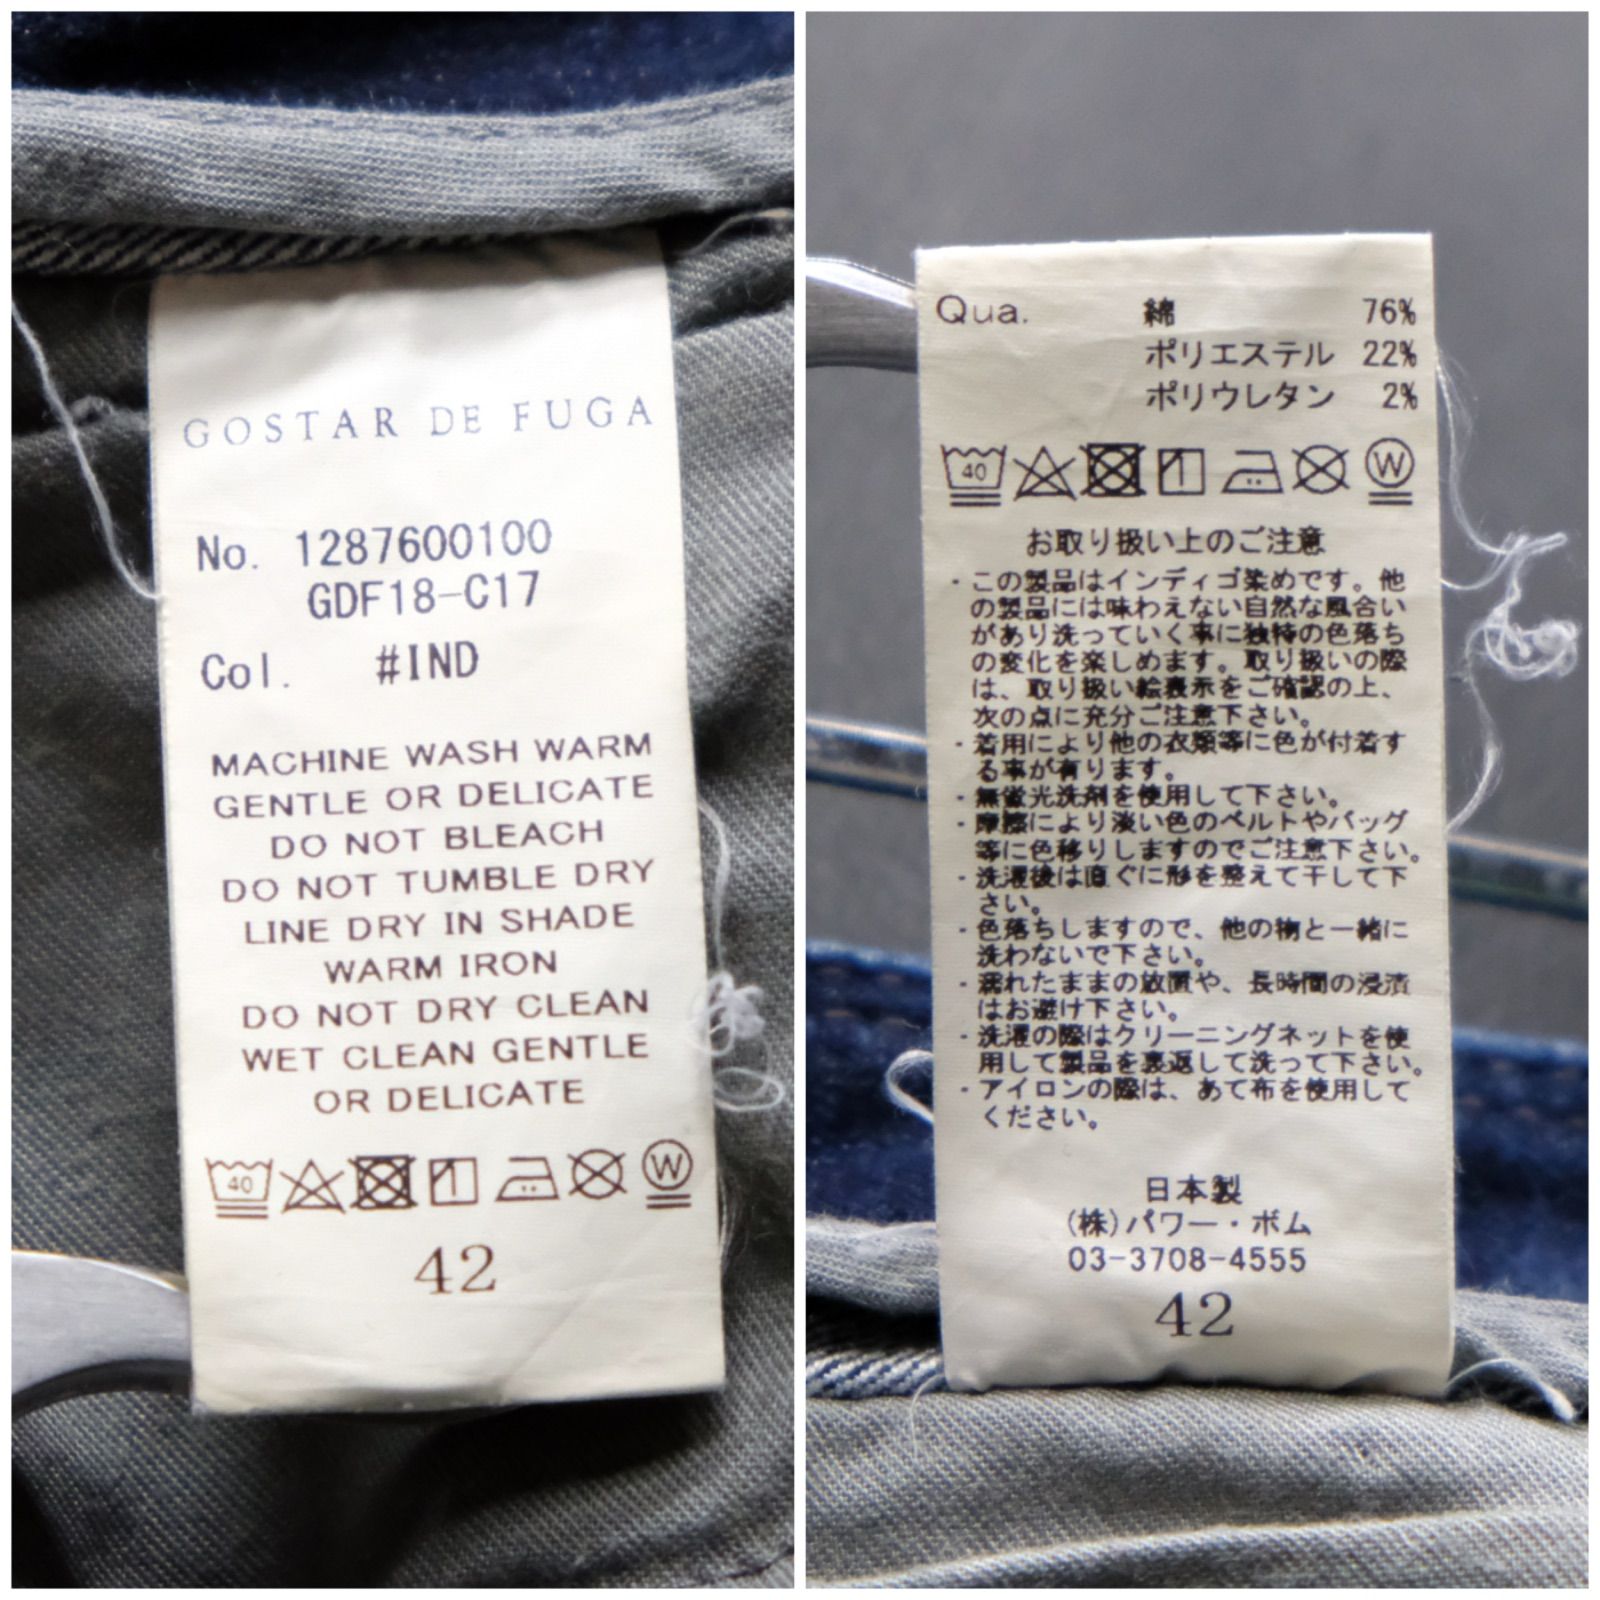 GOSTAR DE FUGA
No. 1287600100
GDF18-C17
Col. #IND
MACHINE WASH WARM
GENTLE OR DELICATE
DO NOT BLEACH
DO NOT TUMBLE DRY
LINE DRY IN SHADE
WARM IRON
DO NOT DRY CLEAN
WET CLEAN GENTLE
OR DELICATE
40 W
42
Qua. 綿 76%
ポリエステル 22%
ポリウレタン 2%
40 W
お取り扱い上のご注意
・この製品はインディゴ染めです。他
の製品には味わえない自然な風合い
があり洗っていく事に独特の色落ち
の変化を楽しめます。取り扱いの際
は、取り扱い絵表示をご確認の上、
次の点に充分ご注意下さい。
・着用により他の衣類等に色が付着す
る事が有ります。
・無蛍光洗剤を使用して下さい。
・摩擦により淡い色のベルトやバッグ
等に色移りしますのでご注意下さい。
・洗濯後は直ぐに形を整えて干して下
さい。
・色落ちしますので、他の物と一緒に
洗わないで下さい。
・濡れたままの放置や、長時間の浸漬
はお避け下さい。
・洗濯の際はクリーニングネットを使
用して製品を裏返して洗って下さい。
・アイロンの際は、あて布を使用して
ください。
日本製
(株)パワー・ボム
03-3708-4555
42